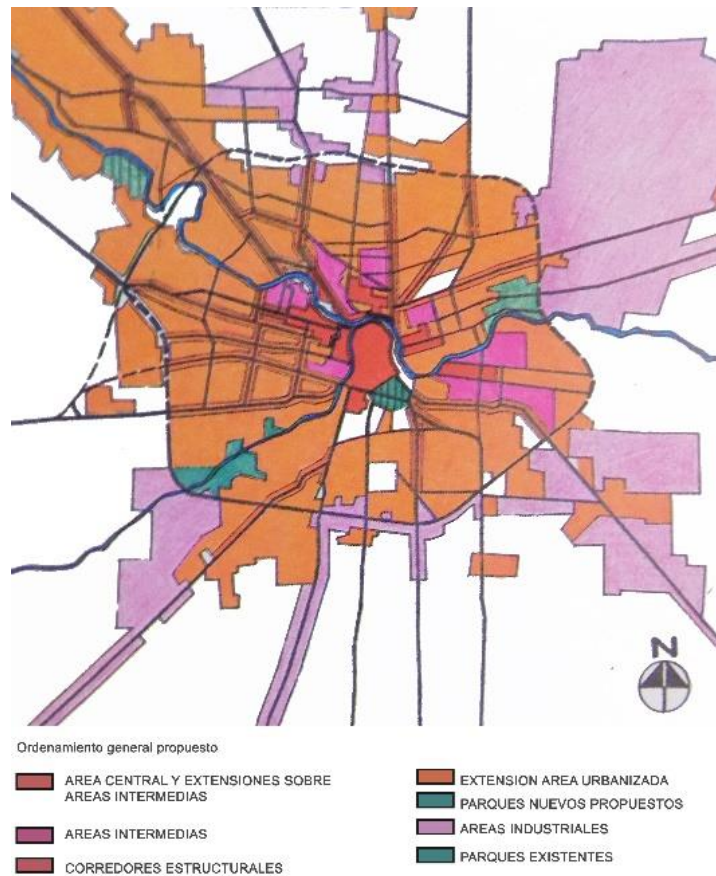 N
Ordenamiento general propuesto
AREA CENTRAL Y EXTENSIONES SOBRE
AREAS INTERMEDIAS
AREAS INTERMEDIAS
CORREDORES ESTRUCTURALES
EXTENSION AREA URBANIZADA
PARQUES NUEVOS PROPUESTOS
AREAS INDUSTRIALES
PARQUES EXISTENTES